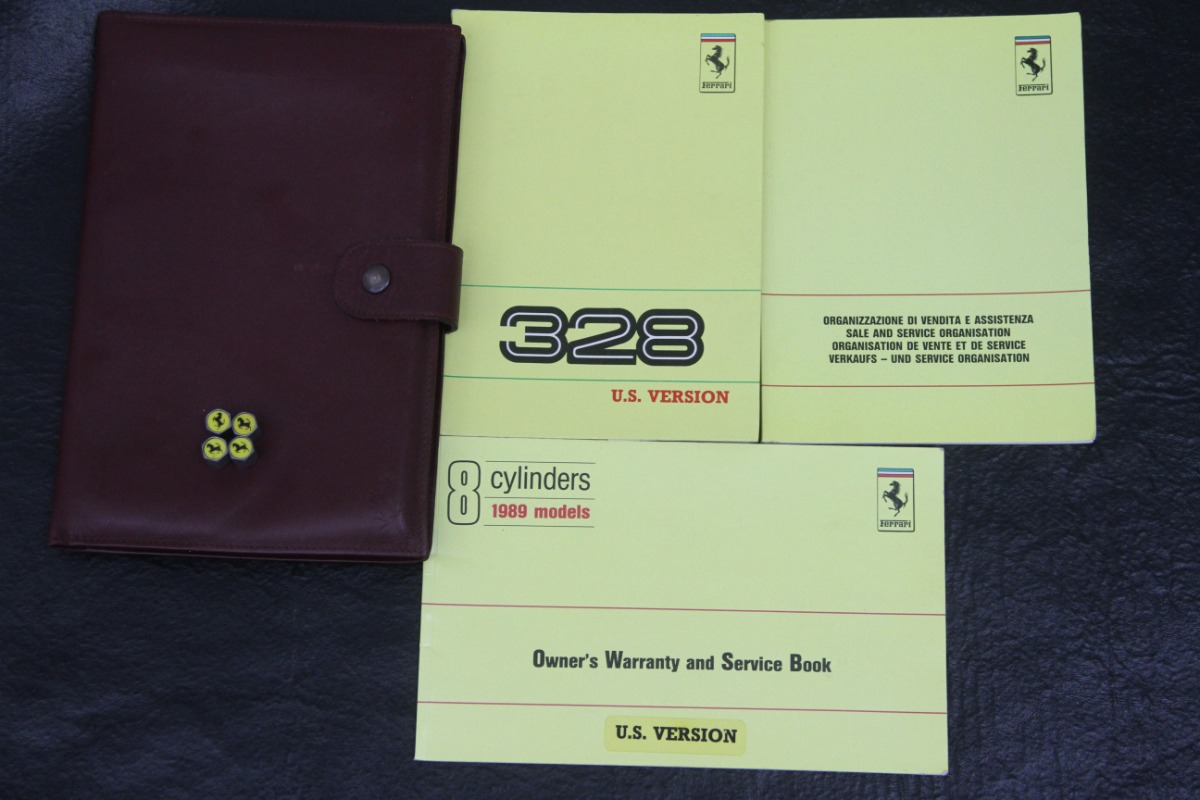 Ferrari
328
U.S. VERSION
Ferrari
ORGANIZZAZIONE DI VENDITA E ASSISTENZA
SALE AND SERVICE ORGANISATION
ORGANISATION DE VENTE ET DE SERVICE
VERKAUFS – UND SERVICE ORGANISATION
8 cylinders
1989 models
Ferrari
Owner's Warranty and Service Book
U.S. VERSION